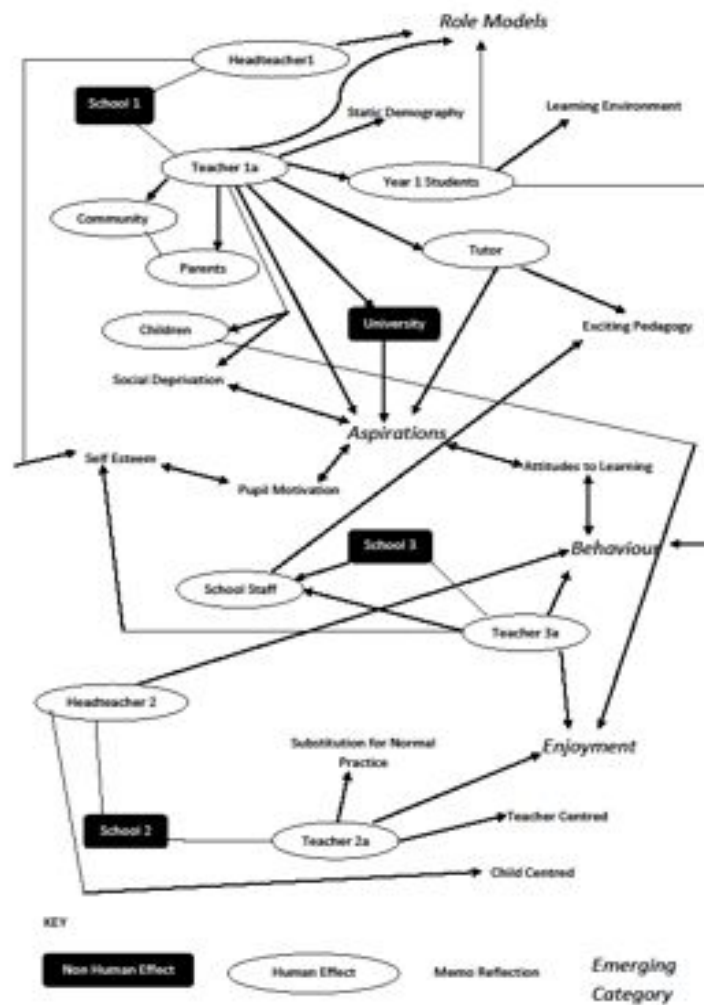 Role Models
Headteacher1
School 1
Learning Environment
Static Demography
Teacher 1a
Year 1 Students
Community
Tutor
Parents
University
Children
Exciting Pedagogy
Social Deprivation
Aspirations
Self Esteem
Attitudes to Learning
Pupil Motivation
School 3
Behaviour
School Staff
Teacher 3a
Headteacher 2
Substitution for Normal
Practice
Enjoyment
School 2
Teacher 2a
Teacher Centred
Child Centred
KEY
Non Human Effect
Human Effect
Memo Reflection
Emerging
Category